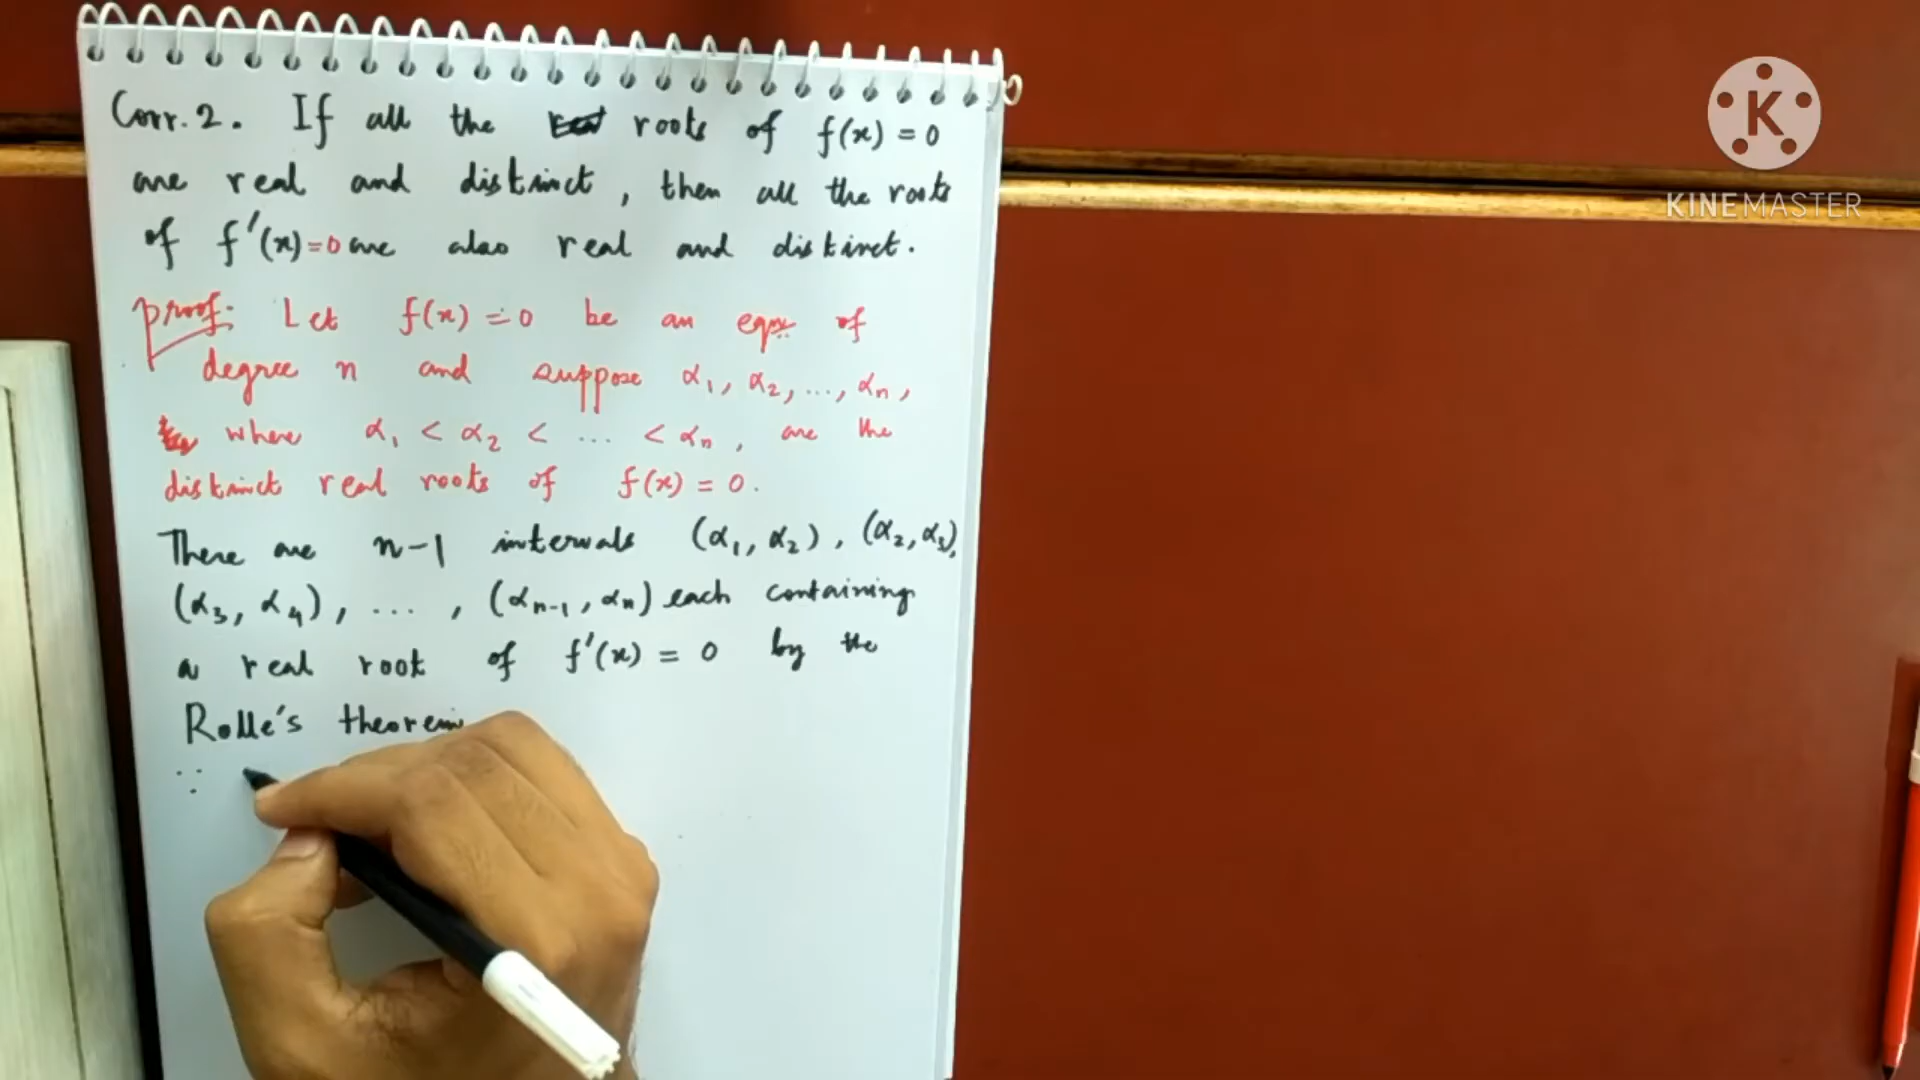 Corr. 2. If all the roots of f(x) = 0
are real and distinct, then all the roots
of f'(x) = 0 are also real and distinct.
proof: Let f(x) = 0 be an eqn. of
degree n and suppose α₁, α₂, ..., αₙ,
where α₁ < α₂ < ... < αₙ, are the
distinct real roots of f(x) = 0.
There are n-1 intervals (α₁, α₂), (α₂, α₃),
(α₃, α₄), ... , (αₙ₋₁, αₙ) each containing
a real root of f'(x) = 0 by the
Rolle's theorem
∵
K
KINEMASTER